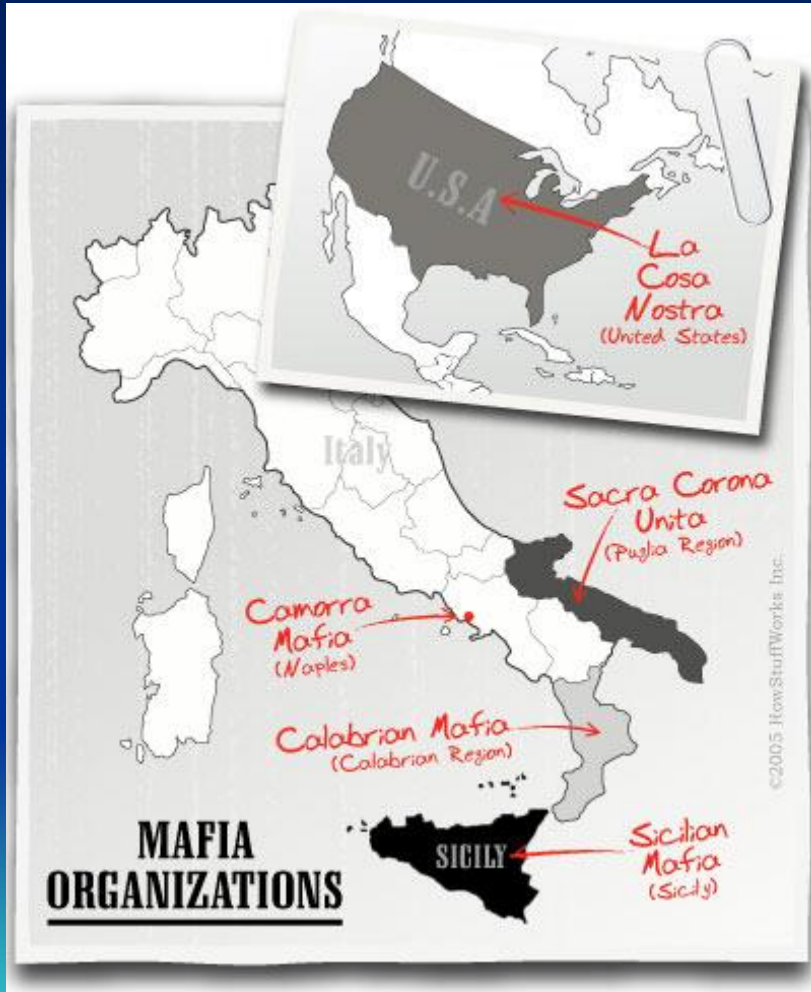 U.S.A
La
Cosa
Nostra
(United States)
Italy
Sacra Corona
Unita
(Puglia Region)
Camorra
Mafia
(Naples)
Calabrian Mafia
(Calabrian Region)
Sicilian
Mafia
(Sicily)
SICILY
MAFIA
ORGANIZATIONS
©2005 HowStuffWorks Inc.